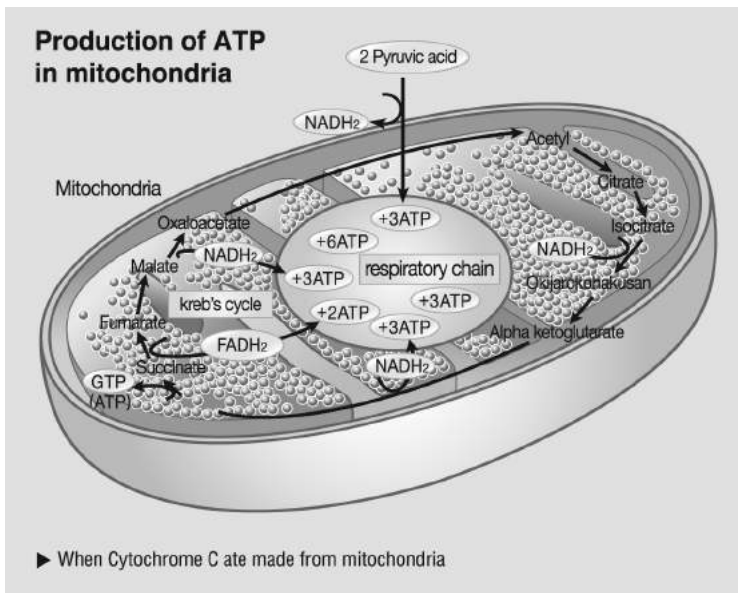 Production of ATP
in mitochondria
2 Pyruvic acid
NADH₂
Acetyl
Mitochondria
Citrate
Oxaloacetate
+3ATP
Isocitrate
+6ATP
NADH₂
NADH₂
Malate
+3ATP
respiratory chain
Okijarokohakusan
kreb's cycle
+2ATP
+3ATP
Fumarate
+3ATP
Alpha ketoglutarate
FADH₂
Succinate
NADH₂
GTP
(ATP)
▶ When Cytochrome C ate made from mitochondria